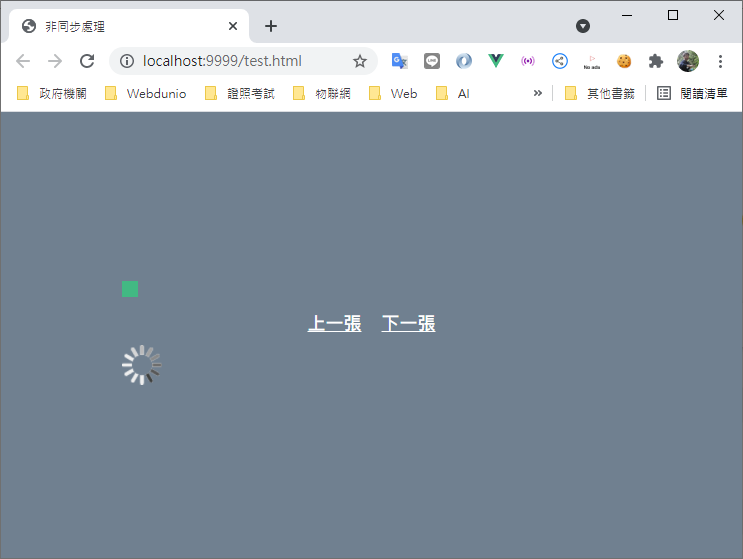 非同步處理
localhost:9999/test.html
LINE
No ads
政府機關 Webdunio 證照考試 物聯網 Web AI » 其他書籤 閱讀清單
上一張 下一張